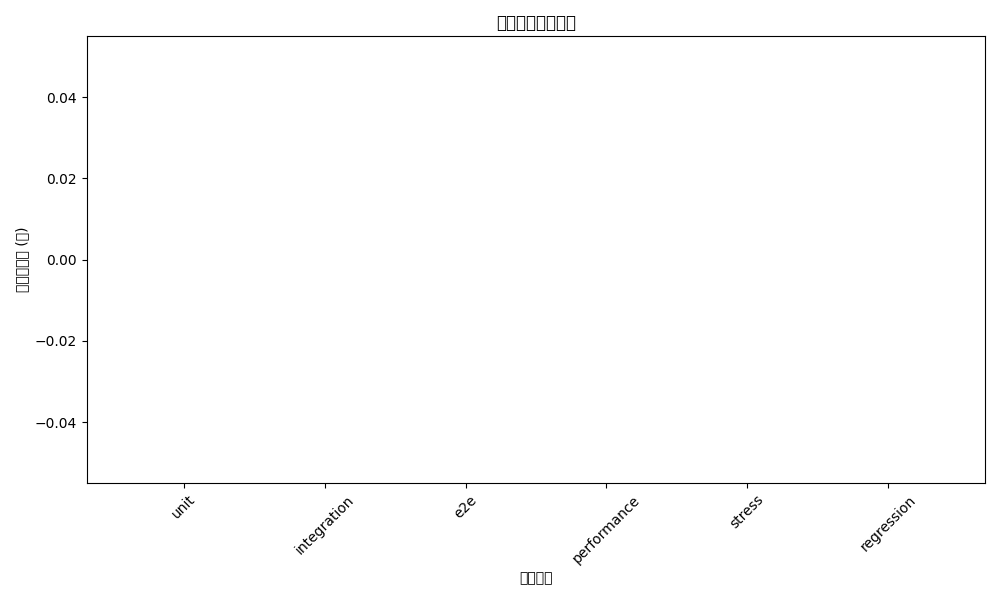 0.04
0.02
0.00
−0.02
−0.04
unit
integration
e2e
performance
stress
regression